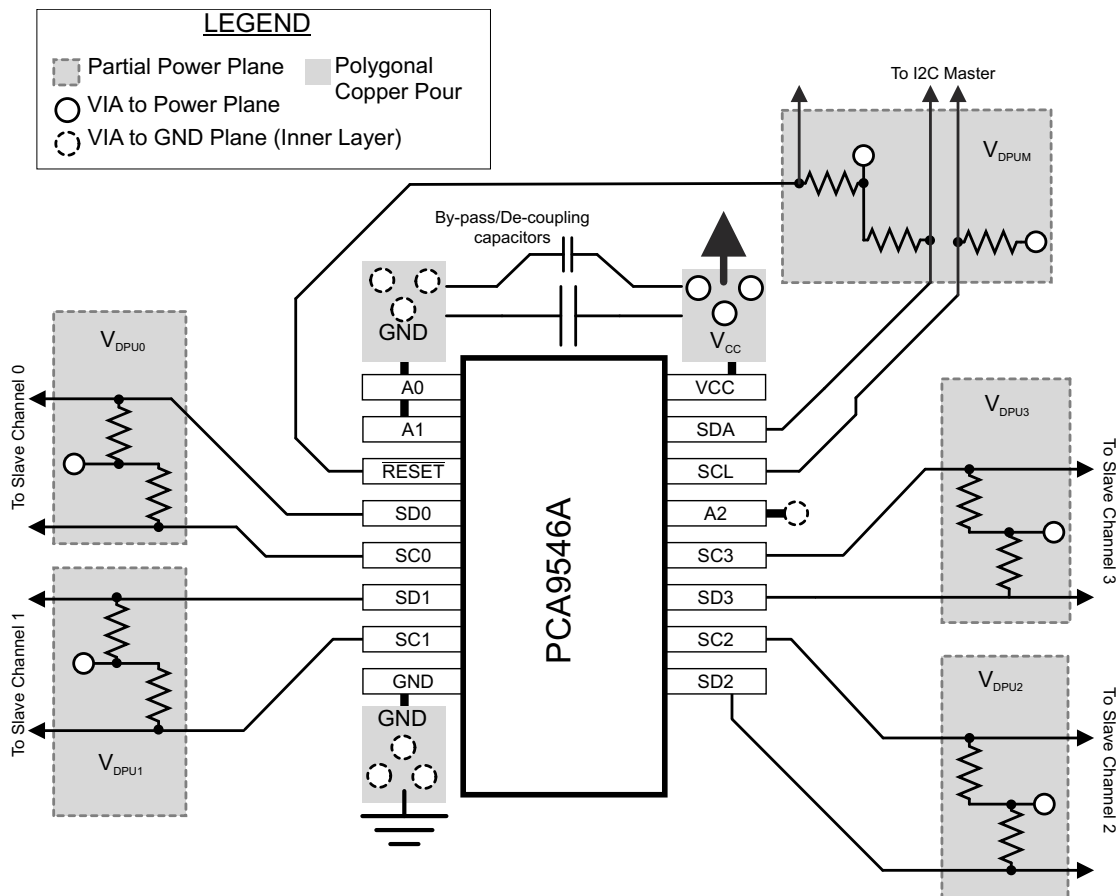 LEGEND
Partial Power Plane
Polygonal
Copper Pour
VIA to Power Plane
VIA to GND Plane (Inner Layer)
To I2C Master
VDPUM
By-pass/De-coupling
capacitors
GND
VCC
VDPU0
To Slave Channel 0
VDPU1
To Slave Channel 1
A0
A1
RESET
SD0
SC0
SD1
SC1
GND
GND
PCA9546A
VCC
SDA
SCL
A2
SC3
SD3
SC2
SD2
VDPU3
To Slave Channel 3
VDPU2
To Slave Channel 2